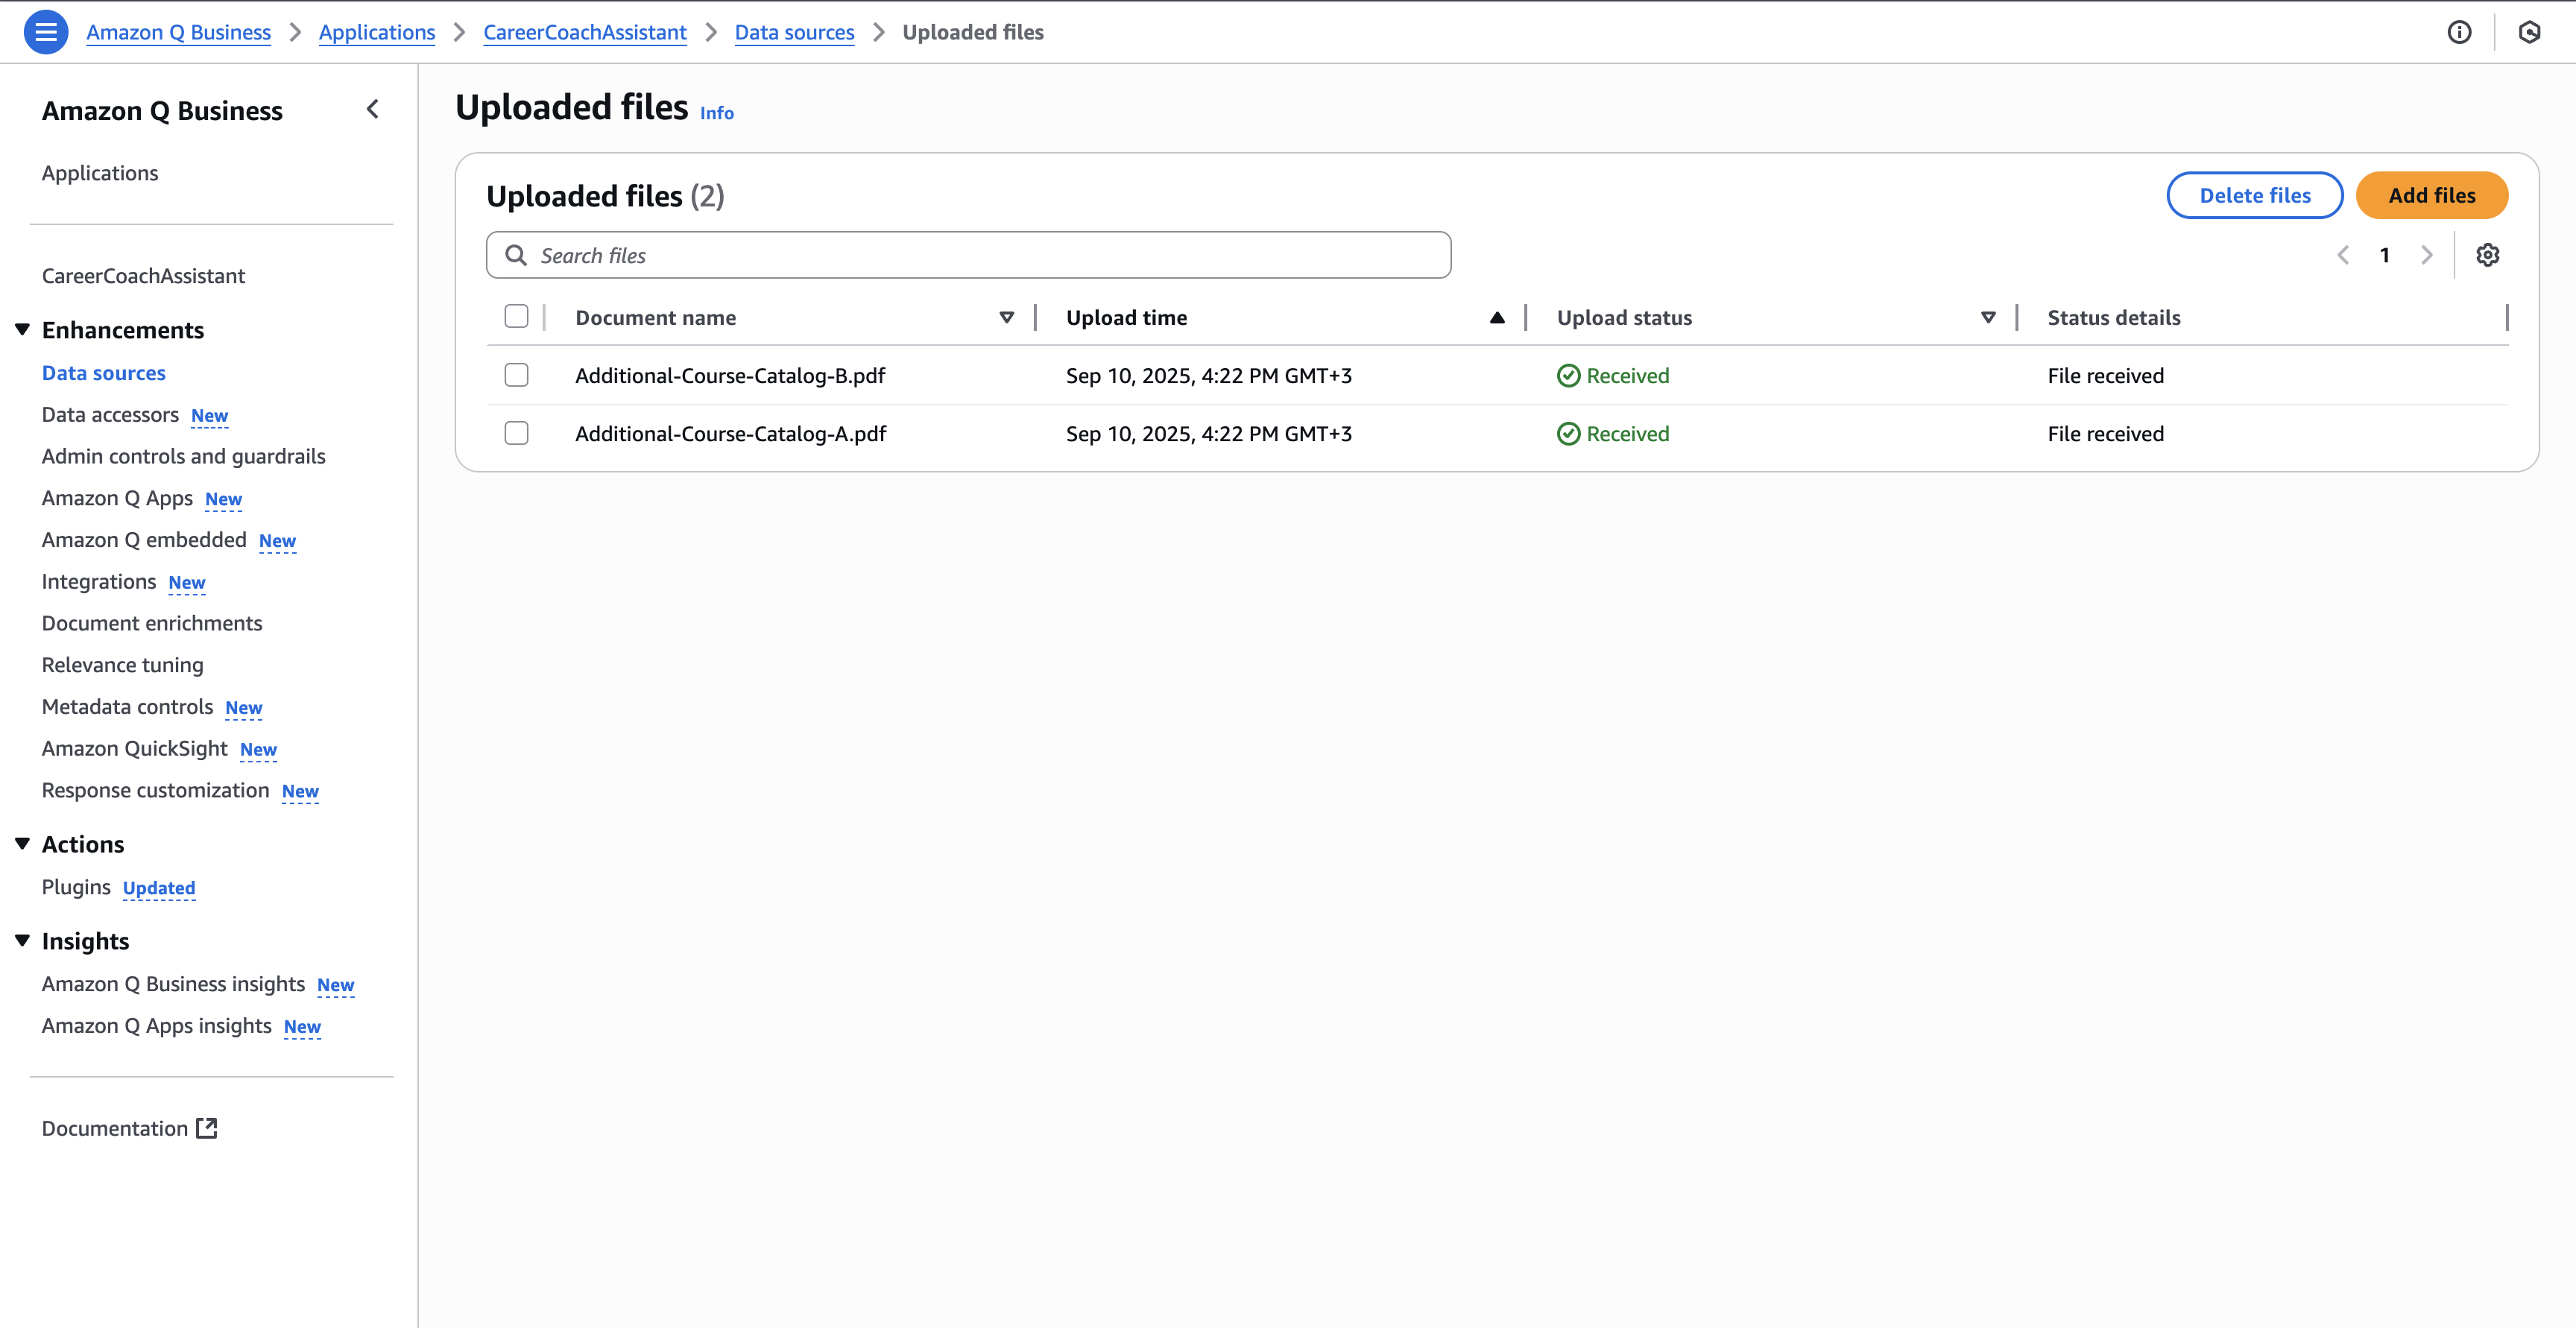 Amazon Q Business > Applications > CareerCoachAssistant > Data sources > Uploaded files
Amazon Q Business
Applications
CareerCoachAssistant
Enhancements
Data sources
Data accessors New
Admin controls and guardrails
Amazon Q Apps New
Amazon Q embedded New
Integrations New
Document enrichments
Relevance tuning
Metadata controls New
Amazon QuickSight New
Response customization New
Actions
Plugins Updated
Insights
Amazon Q Business insights New
Amazon Q Apps insights New
Documentation
Uploaded files Info
Uploaded files (2)
Delete files
Add files
Search files
1
Document name Upload time Upload status Status details
Additional-Course-Catalog-B.pdf Sep 10, 2025, 4:22 PM GMT+3 Received File received
Additional-Course-Catalog-A.pdf Sep 10, 2025, 4:22 PM GMT+3 Received File received